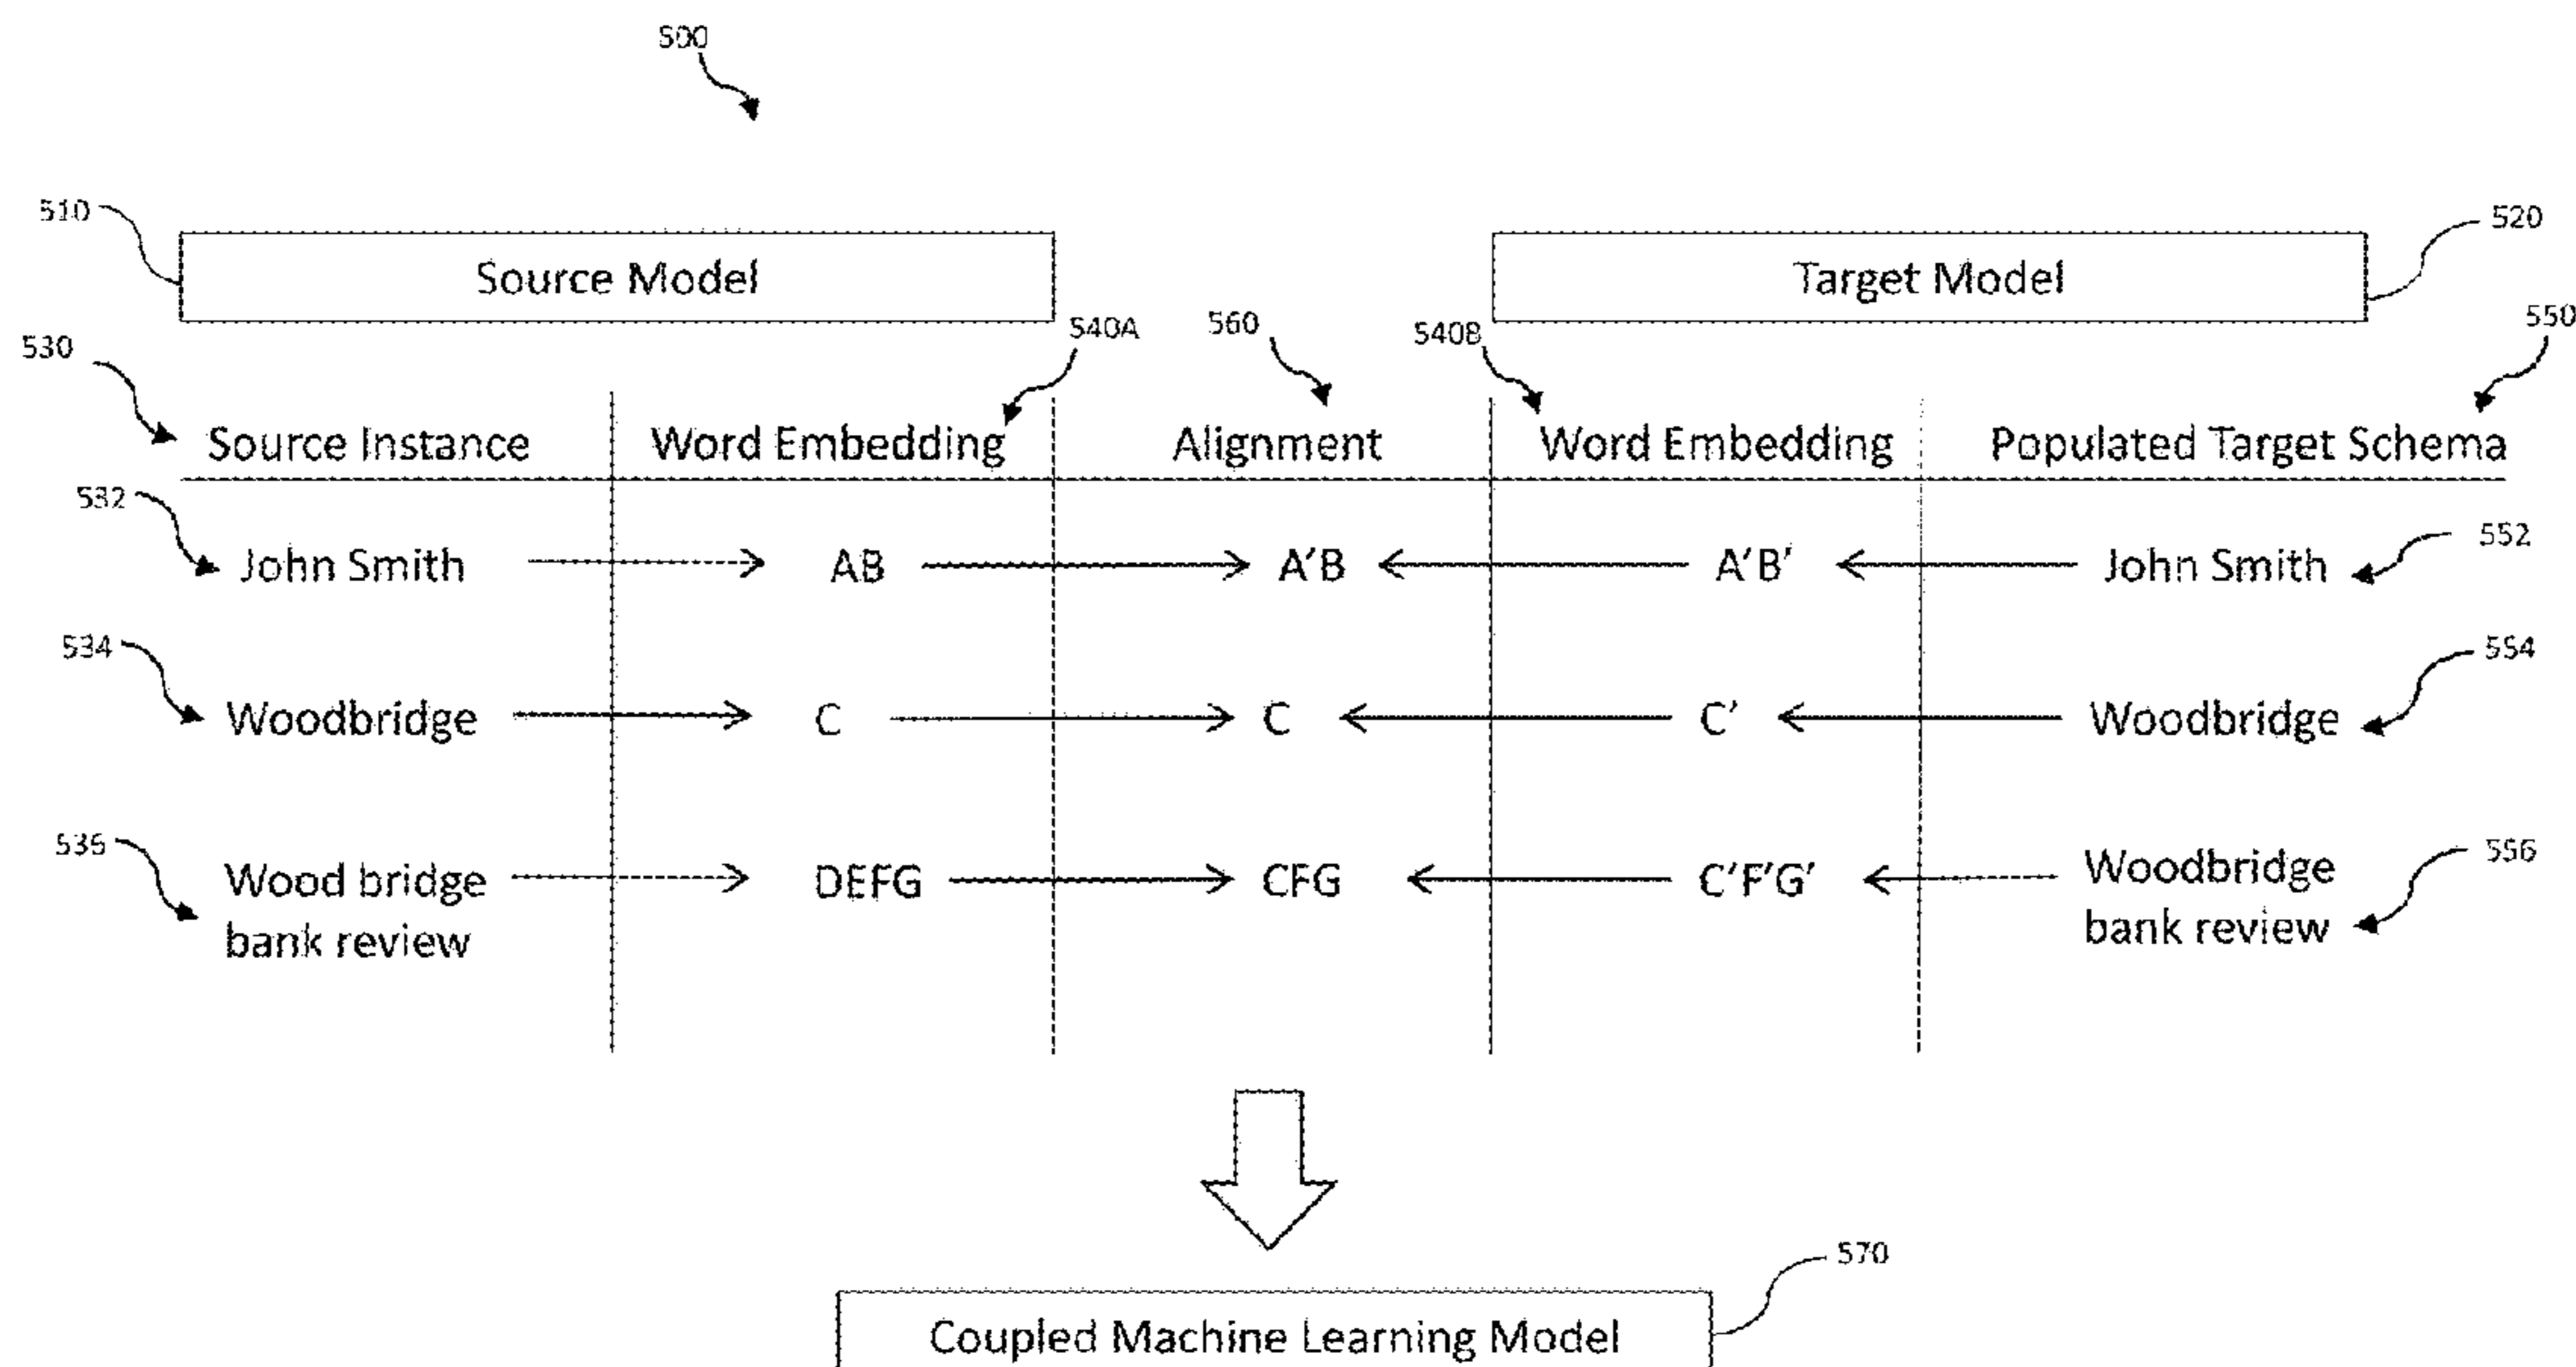 500
510
520
Source Model
Target Model
530
540A
560
540B
550
Source Instance
Word Embedding
Alignment
Word Embedding
Populated Target Schema
532
John Smith
AB
A'B
A'B'
John Smith
552
534
Woodbridge
C
C
C'
Woodbridge
554
536
Wood bridge
bank review
DEFG
CFG
C'F'G'
Woodbridge
bank review
556
570
Coupled Machine Learning Model